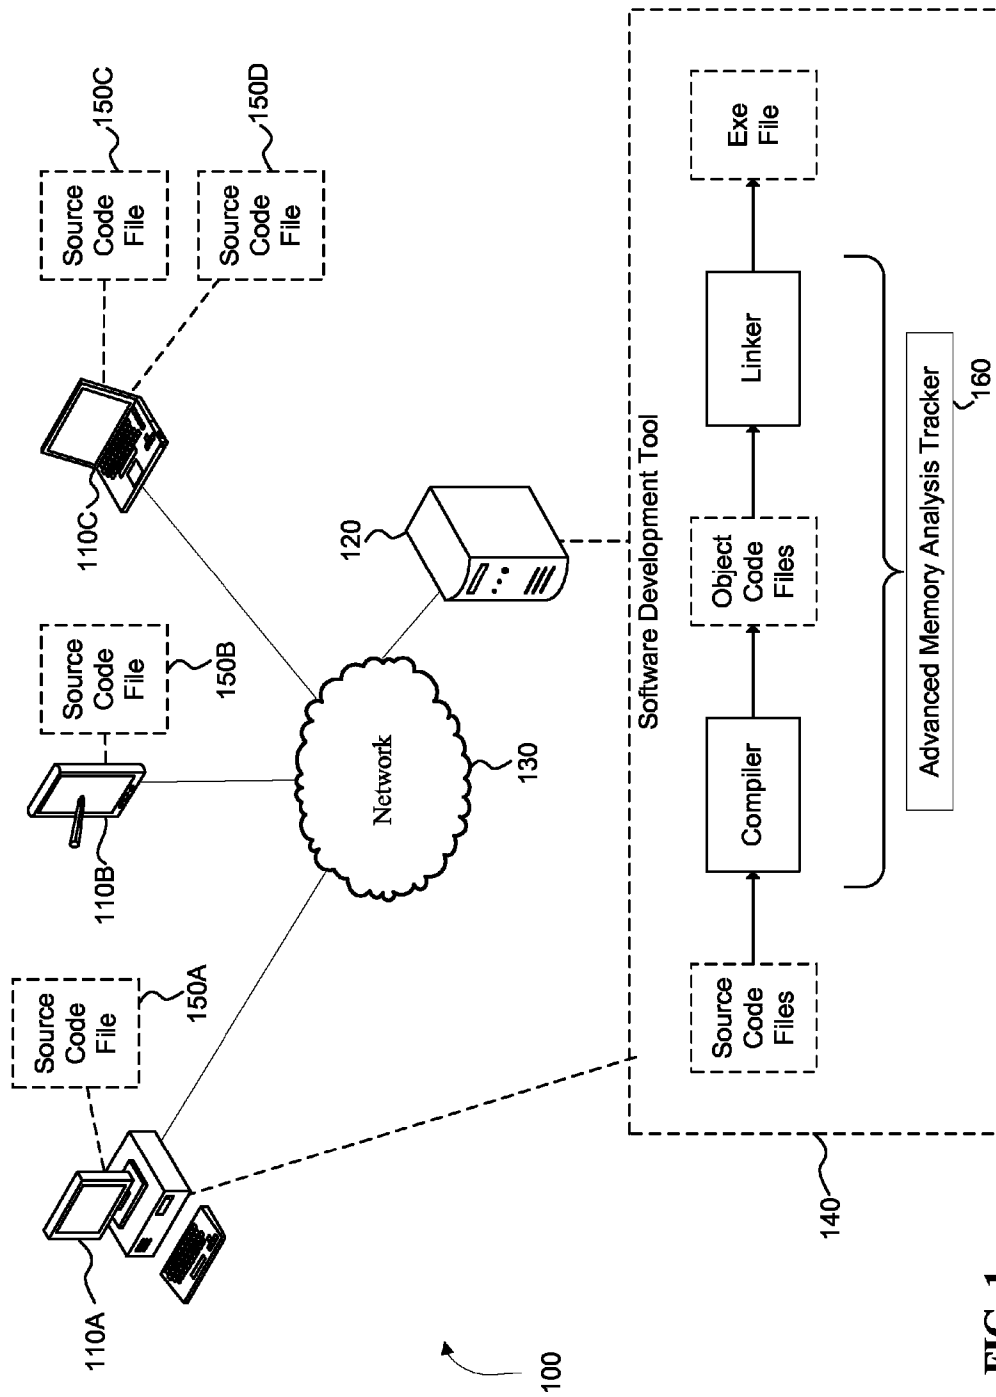 150C
150D
Source
Code
File
Source
Code
File
110C
120
Source
Code
File
150B
110B
Network
130
Source
Code
File
150A
110A
100
Software Development Tool
Source
Code
Files
Compiler
Object
Code
Files
Linker
Exe
File
Advanced Memory Analysis Tracker
160
140
FIG. 1